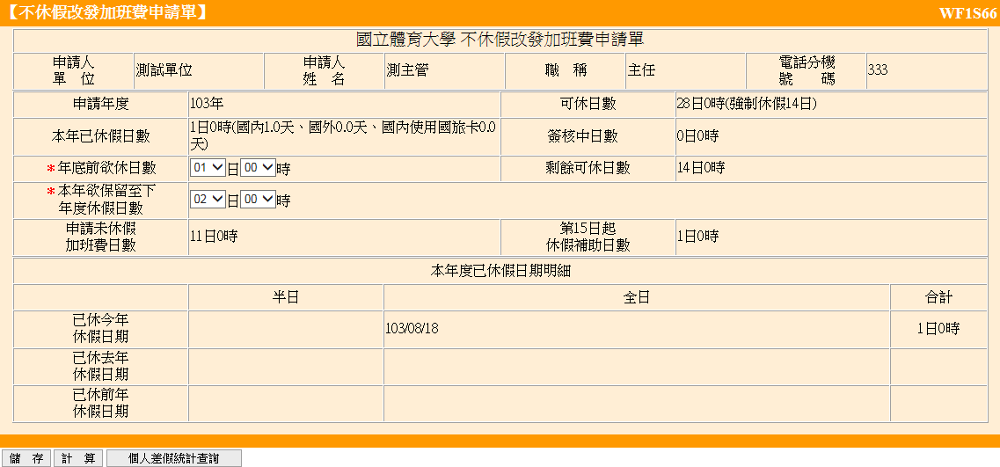 【不休假改發加班費申請單】 WF1S66
國立體育大學 不休假改發加班費申請單
申請人
單　位
測試單位
申請人
姓　名
測主管
職　稱
主任
電話分機
號　　碼
333
申請年度
103年
可休日數
28日0時(強制休假14日)
本年已休假日數
1日0時(國內1.0天、國外0.0天、國內使用國旅卡0.0
天)
簽核中日數
0日0時
*年底前欲休日數
01 日 00 時
剩餘可休日數
14日0時
*本年欲保留至下
年度休假日數
02 日 00 時
申請未休假
加班費日數
11日0時
第15日起
休假補助日數
1日0時
本年度已休假日期明細
半日
全日
合計
已休今年
休假日期
103/08/18
1日0時
已休去年
休假日期
已休前年
休假日期
儲　存
計　算
個人差假統計查詢